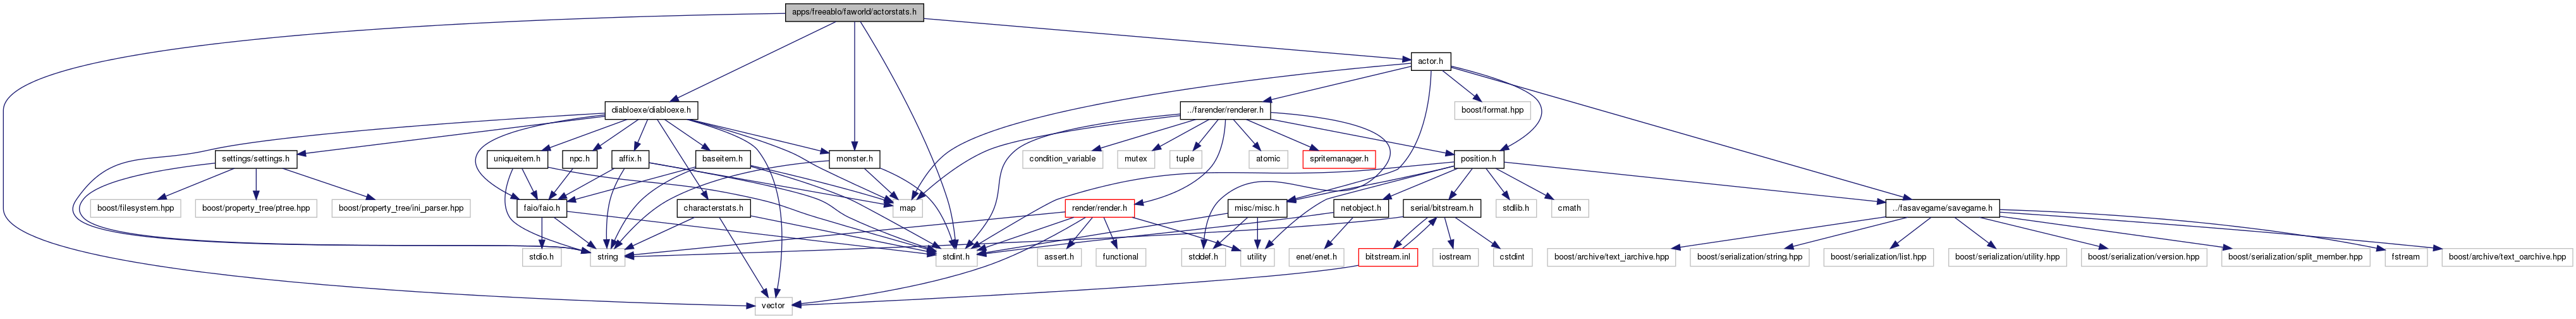 apps/freeablo/faworld/actorstats.h
actor.h
diabloexe/diabloexe.h
../farender/renderer.h
boost/format.hpp
settings/settings.h
uniqueitem.h
npc.h
affix.h
baseitem.h
monster.h
condition_variable
mutex
tuple
atomic
spritemanager.h
position.h
boost/filesystem.hpp
boost/property_tree/ptree.hpp
boost/property_tree/ini_parser.hpp
faio/faio.h
characterstats.h
map
render/render.h
misc/misc.h
netobject.h
serial/bitstream.h
stdlib.h
cmath
../fasavegame/savegame.h
stdio.h
string
stdint.h
assert.h
functional
stddef.h
utility
enet/enet.h
bitstream.inl
iostream
cstdint
boost/archive/text_iarchive.hpp
boost/serialization/string.hpp
boost/serialization/list.hpp
boost/serialization/utility.hpp
boost/serialization/version.hpp
boost/serialization/split_member.hpp
fstream
boost/archive/text_oarchive.hpp
vector